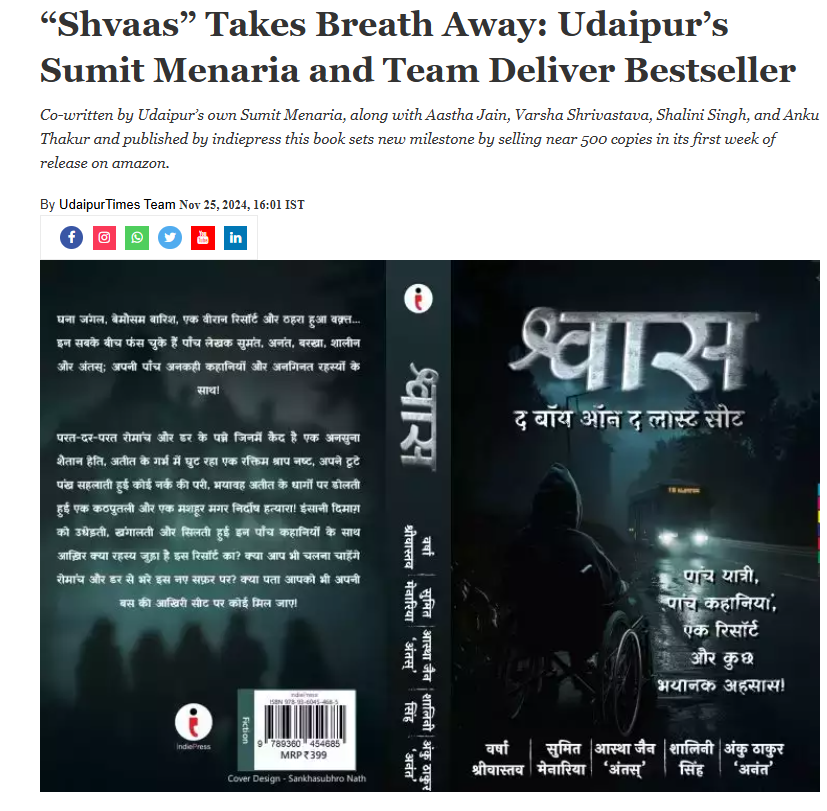 “Shvaas” Takes Breath Away: Udaipur’s
Sumit Menaria and Team Deliver Bestseller
Co-written by Udaipur’s own Sumit Menaria, along with Aastha Jain, Varsha Shrivastava, Shalini Singh, and Anku
Thakur and published by indiepress this book sets new milestone by selling near 500 copies in its first week of
release on amazon.
By UdaipurTimes Team Nov 25, 2024, 16:01 IST
घना जंगल, बेमौसम बारिश, एक वीरान रिसॉर्ट और ठहरा हुआ वक़्त...
इन सबके बीच फंस चुके हैं पाँच लेखक सुमंत, अनंत, बरखा, शालीन
और अंतस्; अपनी पाँच अनकही कहानियों और अनगिनत रहस्यों के
साथ!
परत-दर-परत रोमांच और डर के पन्ने जिनमें कैद है एक अनसुना
शैतान हेति, अतीत के गर्भ में घुट रहा एक रक्तिम श्राप नष्ट, अपने टूटे
पंख सहलाती हुई कोई नर्क की परी, भयावह अतीत के धागों पर डोलती
हुई एक कठपुतली और एक मशहूर मगर निर्दोष हत्यारा! इंसानी दिमाग़
को उधेड़ती, खंगालती और सिलती हुई इन पाँच कहानियों के साथ
आख़िर क्या रहस्य जुड़ा है इस रिसॉर्ट का? क्या आप भी चलना चाहेंगे
रोमांच और डर से भरे इस नए सफ़र पर? क्या पता आपको भी अपनी
बस की आखिरी सीट पर कोई मिल जाए!
IndiePress
Fiction
indiePress
9 789360 454685
MRP ₹399
Cover Design - Sankhasubhro Nath
श्वास
वर्षा श्रीवास्तव
सुमित मेनारिया
आस्था जैन ‘अंतस्’
शालिनी सिंह
अंकु ठाकुर ‘अनंत’
श्वास
द बॉय ऑन द लास्ट सीट
पांच यात्री,
पांच कहानियां,
एक रिसॉर्ट
और कुछ
भयानक अहसास!
वर्षा सुमित आस्था जैन शालिनी अंकु ठाकुर
श्रीवास्तव मेनारिया ‘अंतस्’ सिंह ‘अनंत’